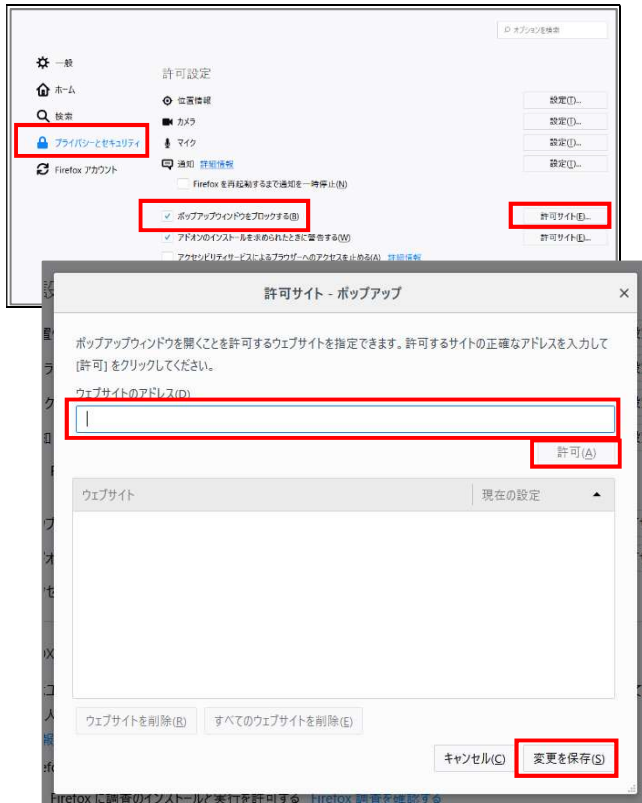 オプションを検索
一般
ホーム
検索
プライバシーとセキュリティ
Firefox アカウント
許可設定
位置情報 設定(T)...
カメラ 設定(T)...
マイク 設定(T)...
通知 詳細情報 設定(T)...
Firefox を再起動するまで通知を一時停止(N)
ポップアップウィンドウをブロックする(B) 許可サイト(E)...
アドオンのインストールを求められたときに警告する(W) 許可サイト(E)...
アクセシビリティサービスによるブラウザーへのアクセスを止める(A) 詳細情報
許可サイト - ポップアップ
ポップアップウィンドウを開くことを許可するウェブサイトを指定できます。許可するサイトの正確なアドレスを入力して
[許可] をクリックしてください。
ウェブサイトのアドレス(D)
許可(A)
ウェブサイト 現在の設定
ウェブサイトを削除(R) すべてのウェブサイトを削除(E)
キャンセル(C) 変更を保存(S)
Firefox に調査のインストールと実行を許可する Firefox 調査を確認する